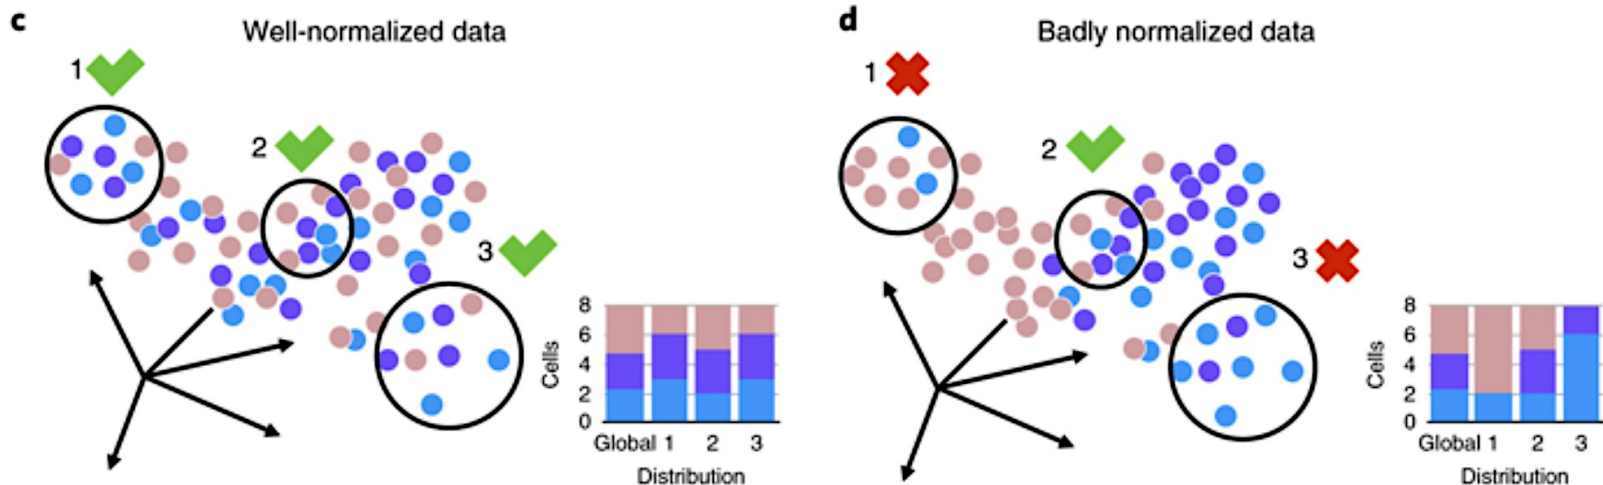 c
Well-normalized data
1
2
3
8
6
4
2
0
Cells
Global 1 2 3
Distribution
d
Badly normalized data
1
2
3
8
6
4
2
0
Cells
Global 1 2 3
Distribution